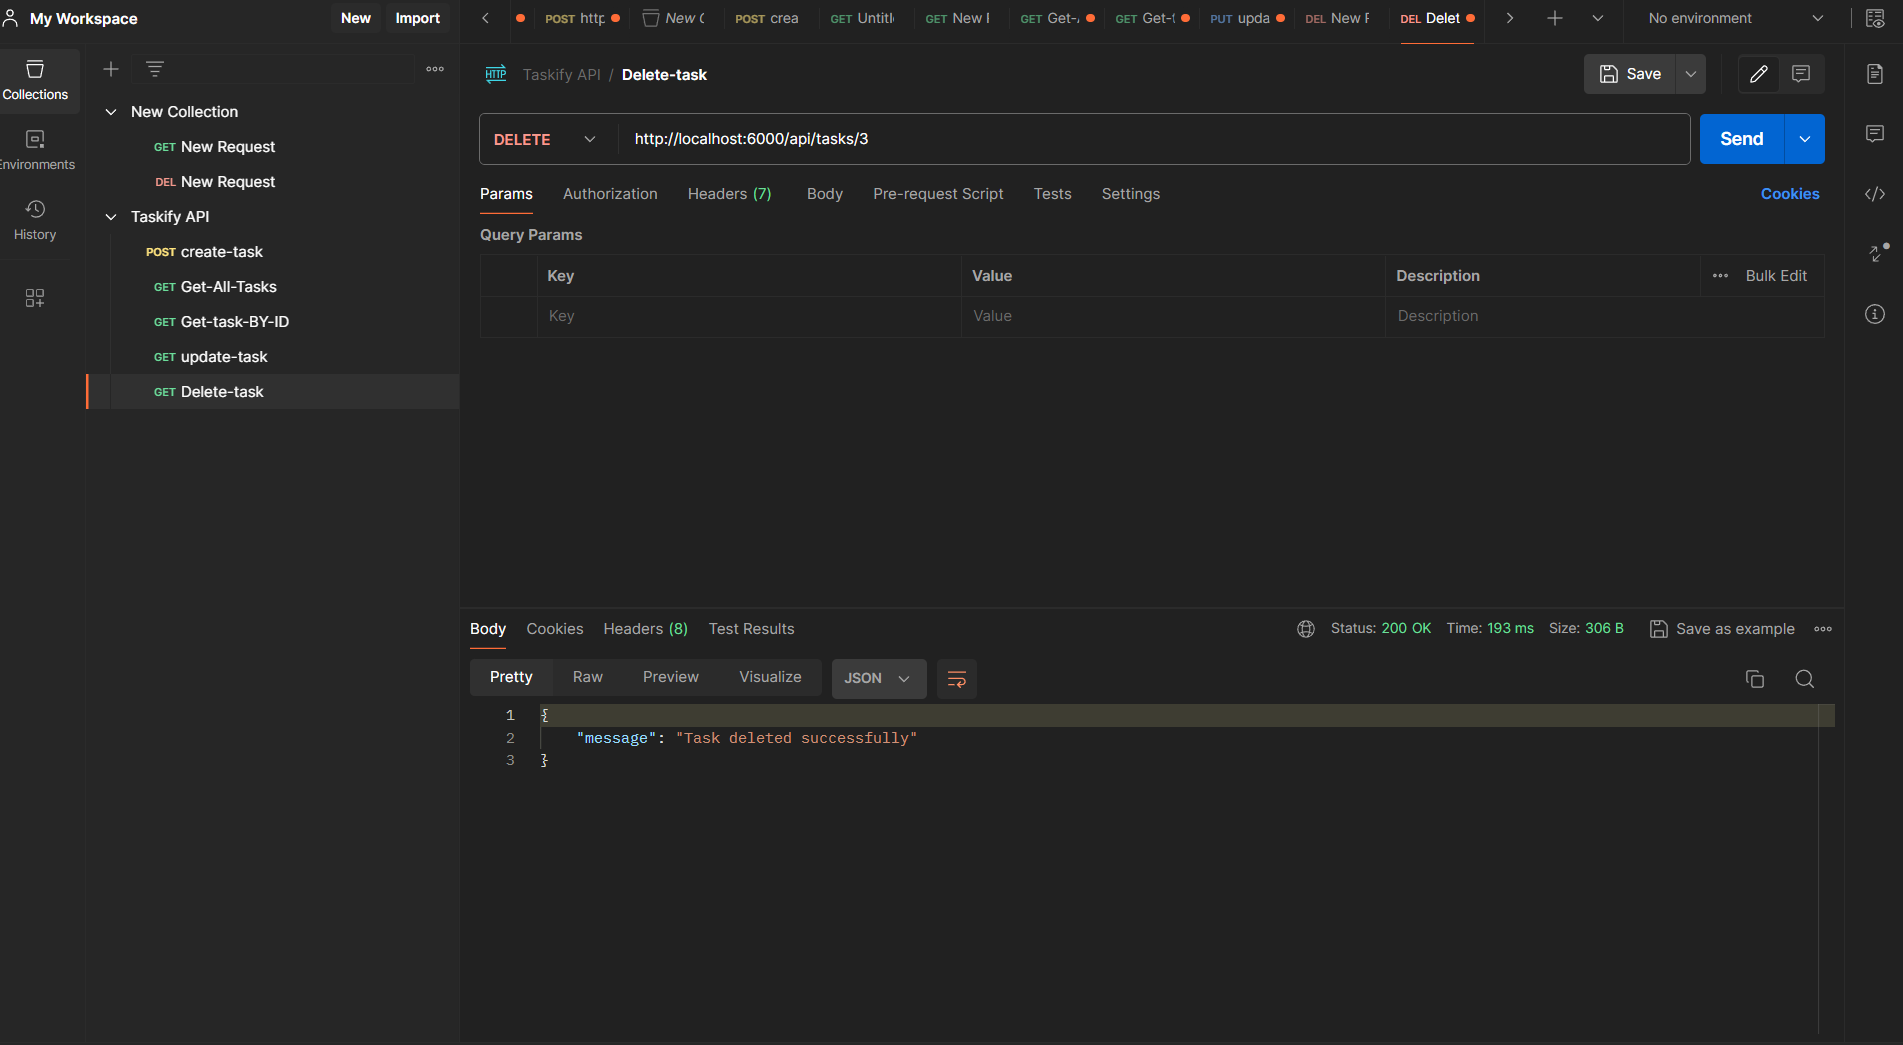 My Workspace
New
Import
POST http
New C
POST crea
GET Untitl
GET New F
GET Get-A
GET Get-t
PUT upda
DEL New F
DEL Delet
No environment
Collections
Environments
History
New Collection
GET New Request
DEL New Request
Taskify API
POST create-task
GET Get-All-Tasks
GET Get-task-BY-ID
GET update-task
GET Delete-task
HTTP Taskify API / Delete-task
Save
DELETE
http://localhost:6000/api/tasks/3
Send
Params Authorization Headers (7) Body Pre-request Script Tests Settings
Cookies
Query Params
Key Value Description
Bulk Edit
Key Value Description
Body Cookies Headers (8) Test Results
Status: 200 OK Time: 193 ms Size: 306 B
Save as example
Pretty Raw Preview Visualize
JSON
1 {
2 "message": "Task deleted successfully"
3 }